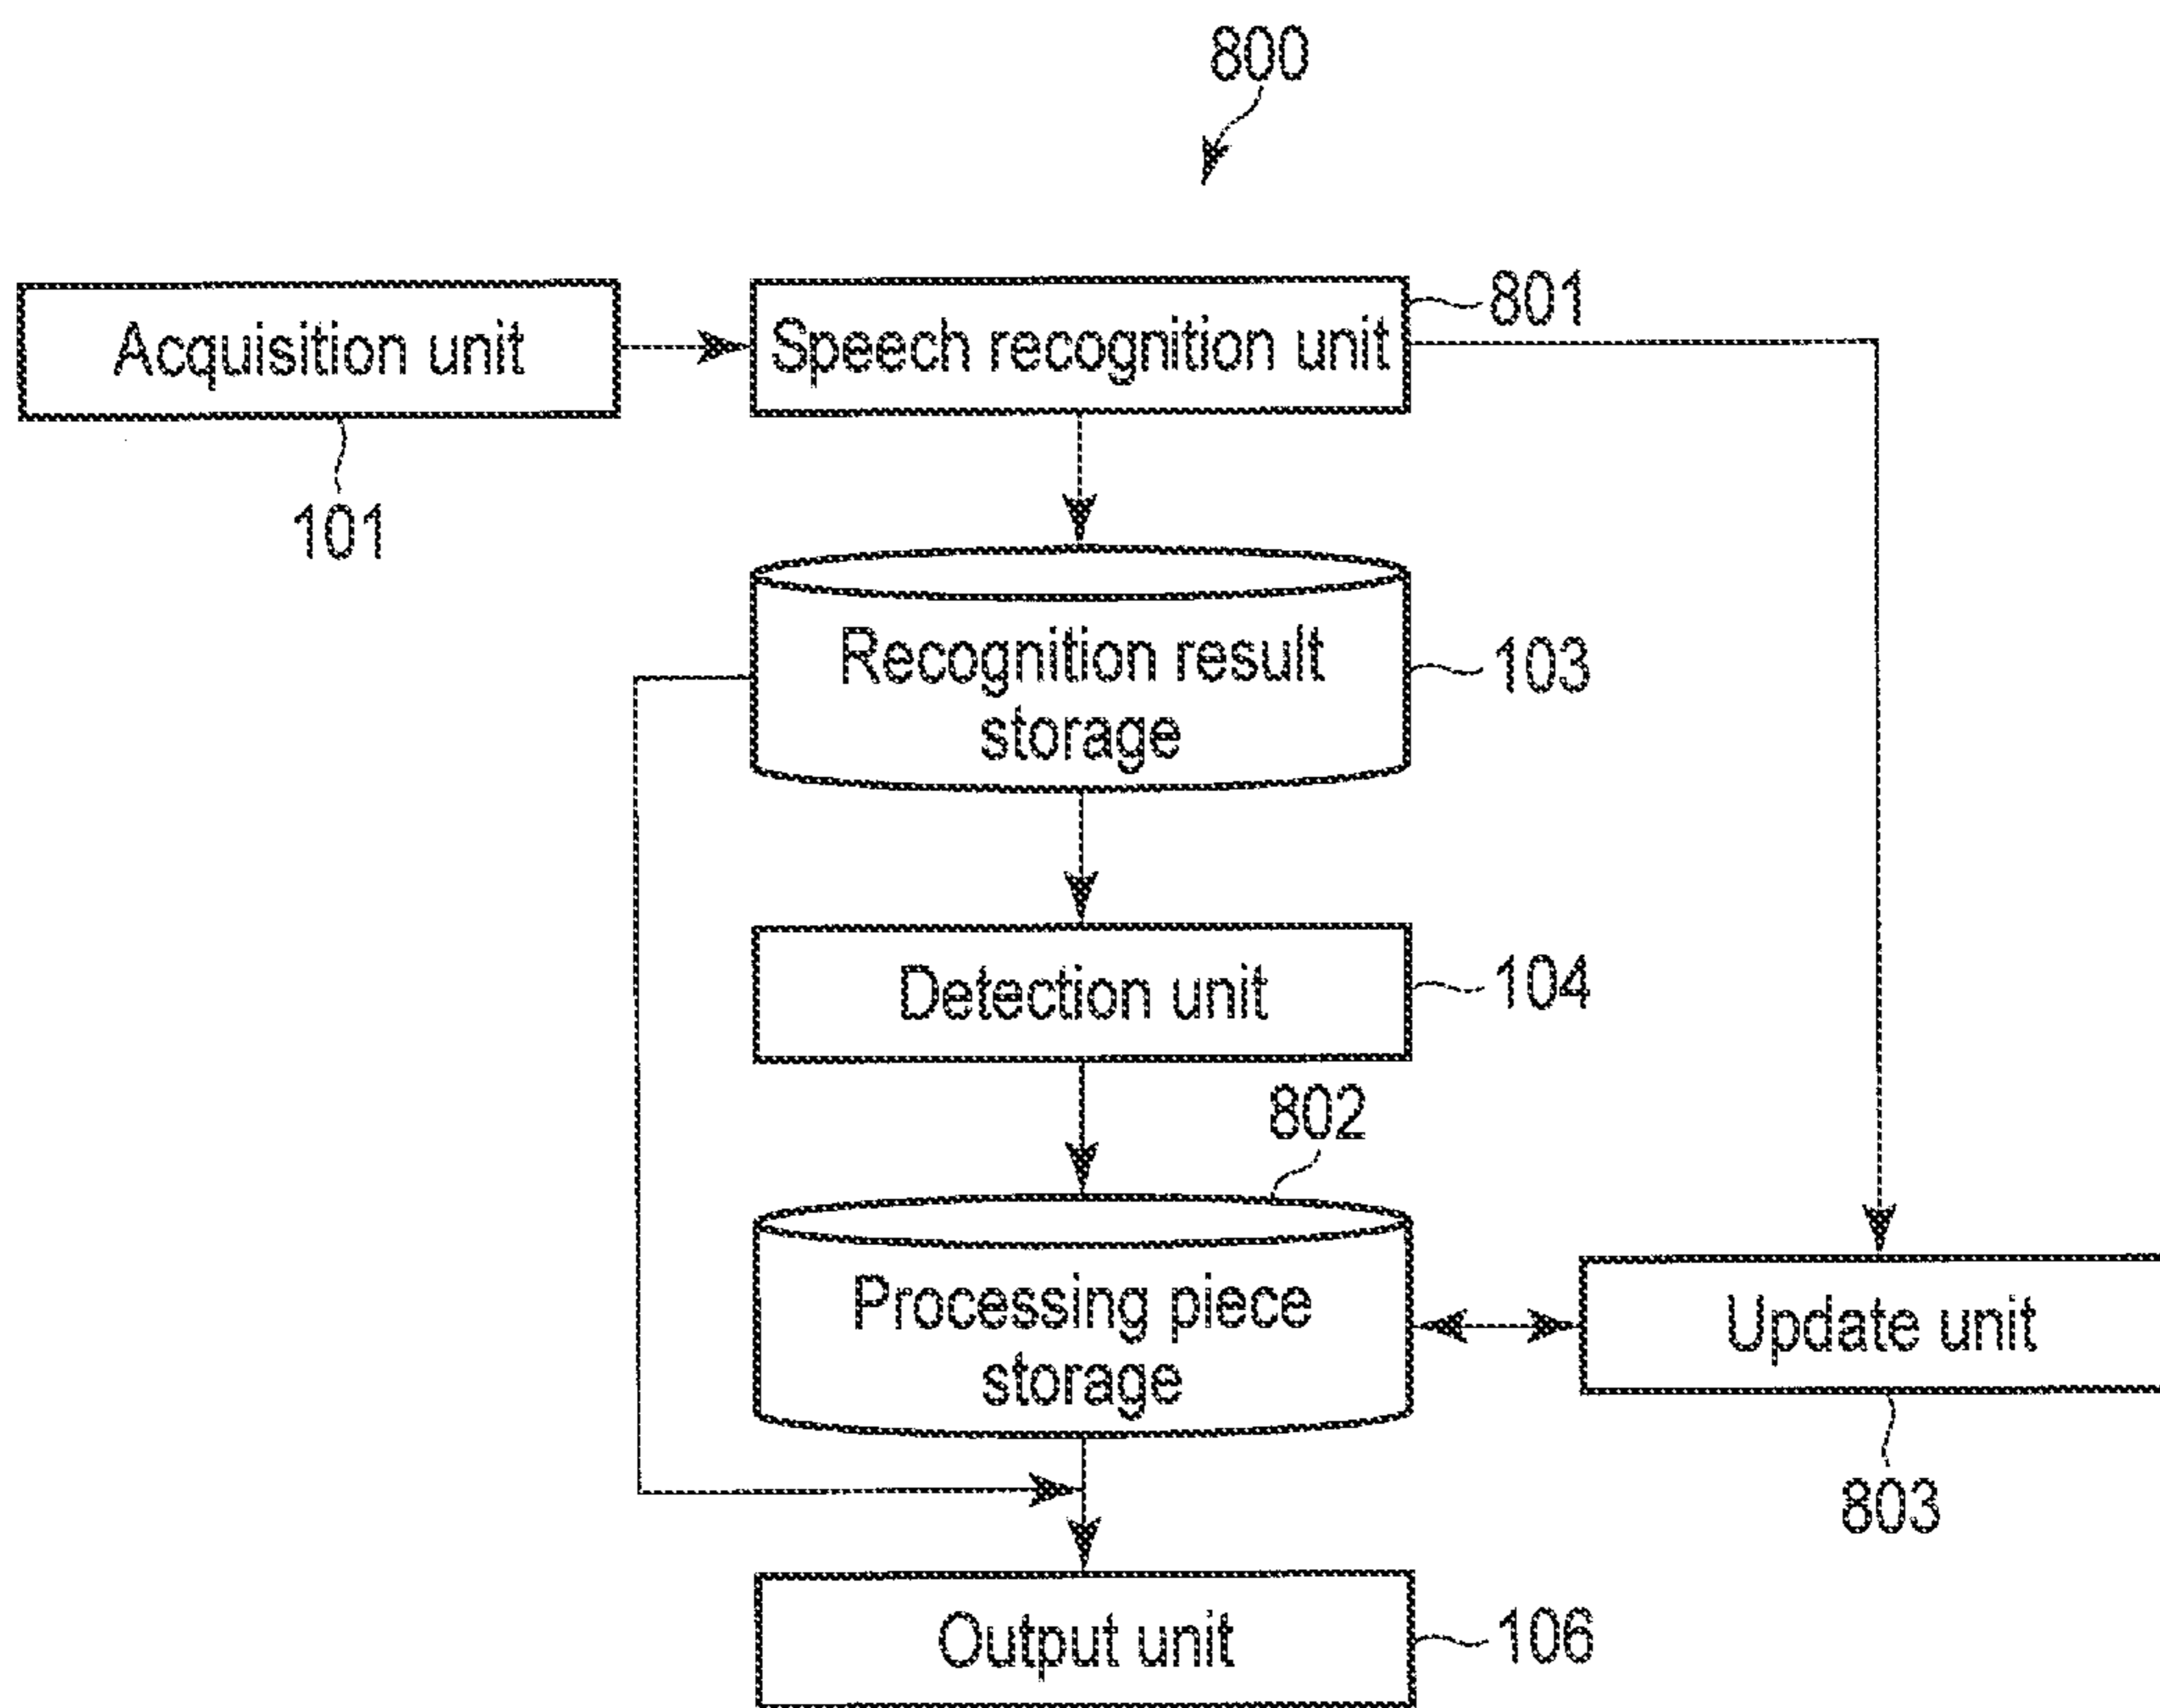 800
Acquisition unit
101
Speech recognition unit
801
Recognition result
storage
103
Detection unit
104
802
Processing piece
storage
Update unit
803
Output unit
106